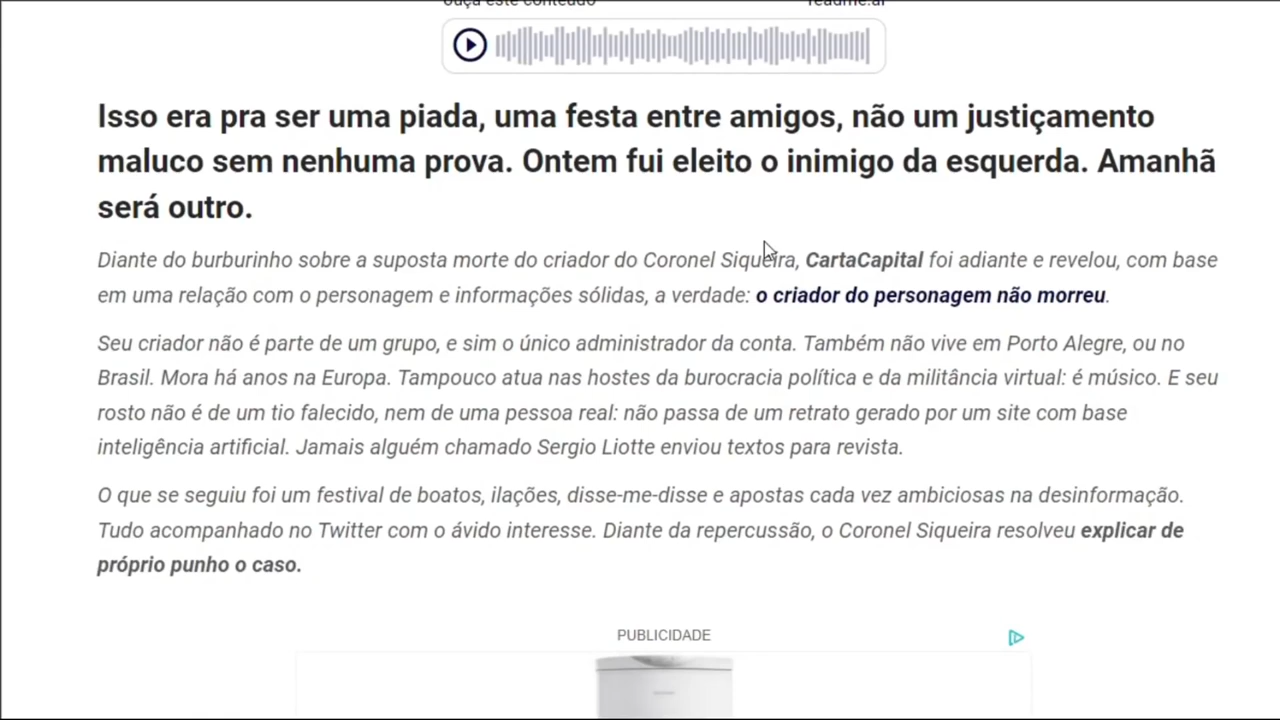 ouça este conteúdo readme.ai
Isso era pra ser uma piada, uma festa entre amigos, não um justiçamento
maluco sem nenhuma prova. Ontem fui eleito o inimigo da esquerda. Amanhã
será outro.
Diante do burburinho sobre a suposta morte do criador do Coronel Siqueira, CartaCapital foi adiante e revelou, com base
em uma relação com o personagem e informações sólidas, a verdade: o criador do personagem não morreu.
Seu criador não é parte de um grupo, e sim o único administrador da conta. Também não vive em Porto Alegre, ou no
Brasil. Mora há anos na Europa. Tampouco atua nas hostes da burocracia política e da militância virtual: é músico. E seu
rosto não é de um tio falecido, nem de uma pessoa real: não passa de um retrato gerado por um site com base
inteligência artificial. Jamais alguém chamado Sergio Liotte enviou textos para revista.
O que se seguiu foi um festival de boatos, ilações, disse-me-disse e apostas cada vez ambiciosas na desinformação.
Tudo acompanhado no Twitter com o ávido interesse. Diante da repercussão, o Coronel Siqueira resolveu explicar de
próprio punho o caso.
PUBLICIDADE